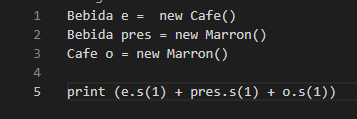 1 Bebida e =  new Cafe()
2 Bebida pres = new Marron()
3 Cafe o = new Marron()
4
5 print (e.s(1) + pres.s(1) + o.s(1))